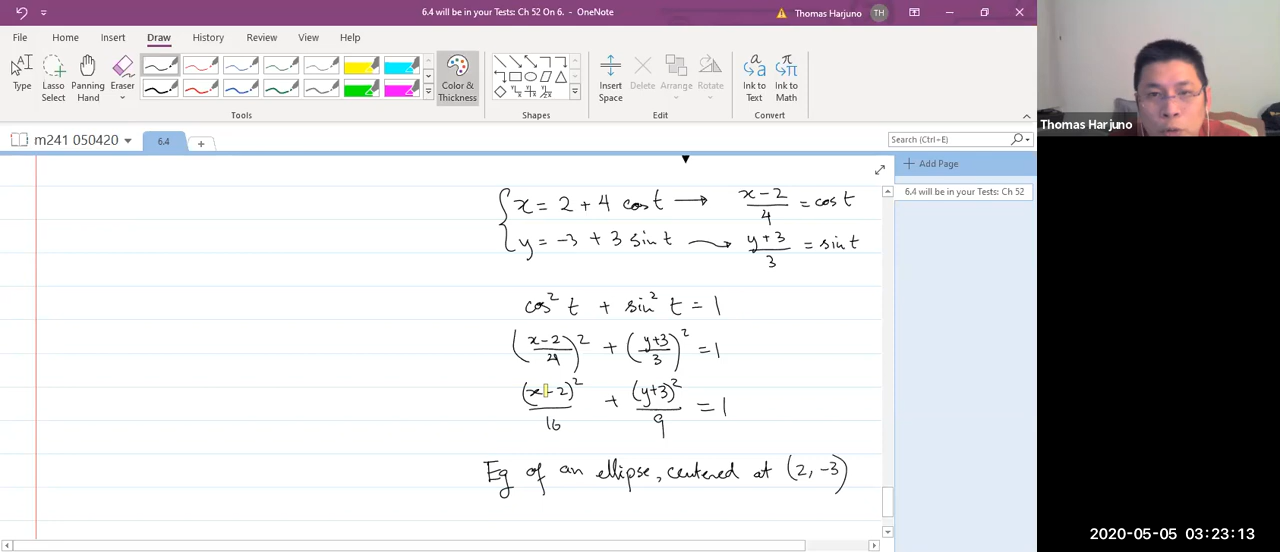 6.4 will be in your Tests: Ch 52 On 6. - OneNote
Thomas Harjuno
TH
File Home Insert Draw History Review View Help
Type
Lasso Select
Panning Hand
Eraser
Color & Thickness
Insert Space
Delete
Arrange
Rotate
Ink to Text
Ink to Math
Tools
Shapes
Edit
Convert
m241 050420
6.4
Search (Ctrl+E)
Add Page
6.4 will be in your Tests: Ch 52
x = 2 + 4 cos t → (x-2)/4 = cos t
y = -3 + 3 sin t → (y+3)/3 = sin t
cos² t + sin² t = 1
((x-2)/4)² + ((y+3)/3)² = 1
(x-2)²/16 + (y+3)²/9 = 1
Eq of an ellipse, centered at (2, -3)
Thomas Harjuno
2020-05-05 03:23:13